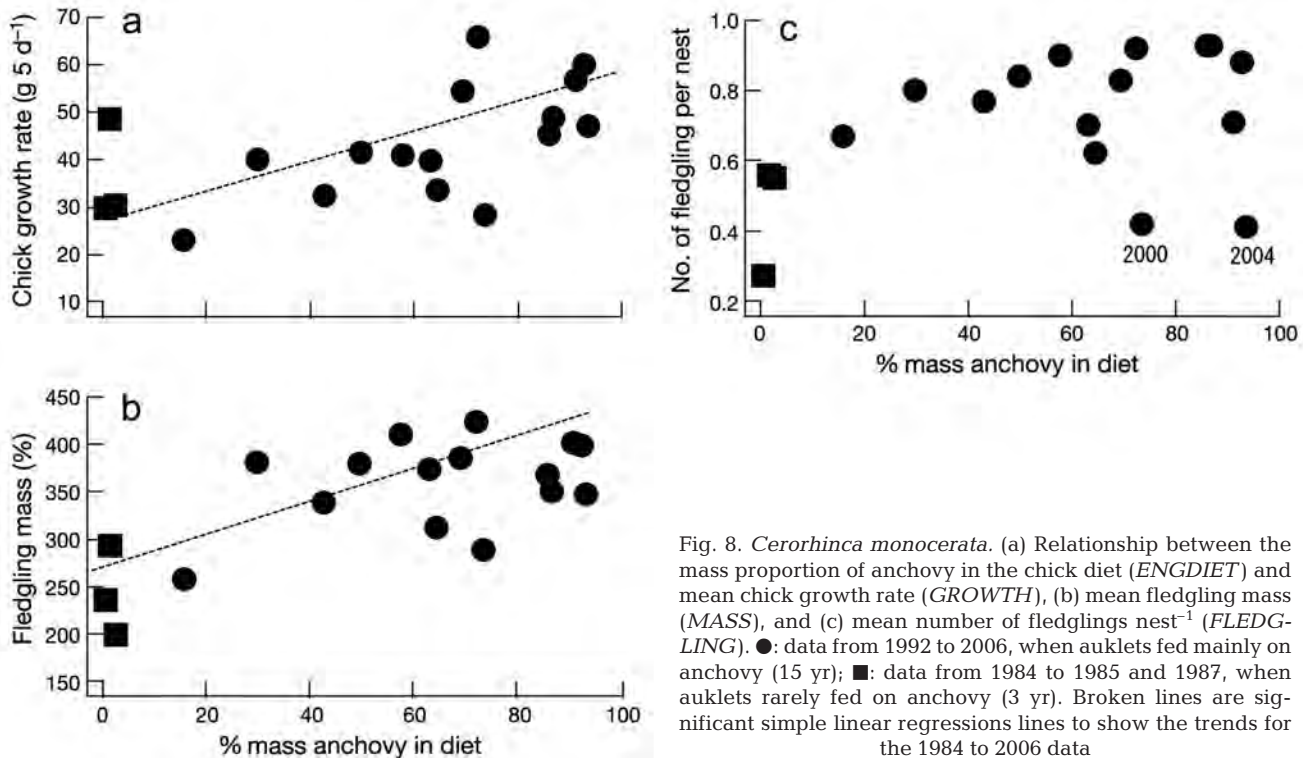 a
70
60
50
40
30
20
10
Chick growth rate (g 5 d⁻¹)
0
20
40
60
80
100
b
450
400
350
300
250
200
150
Fledgling mass (%)
0
20
40
60
80
100
% mass anchovy in diet
c
1.0
0.8
0.6
0.4
0.2
No. of fledgling per nest
2000
2004
0
20
40
60
80
100
% mass anchovy in diet
Fig. 8. Cerorhinca monocerata. (a) Relationship between the
mass proportion of anchovy in the chick diet (ENGDIET) and
mean chick growth rate (GROWTH), (b) mean fledgling mass
(MASS), and (c) mean number of fledglings nest⁻¹ (FLEDG-
LING). ●: data from 1992 to 2006, when auklets fed mainly on
anchovy (15 yr); ■: data from 1984 to 1985 and 1987, when
auklets rarely fed on anchovy (3 yr). Broken lines are sig-
nificant simple linear regressions lines to show the trends for
the 1984 to 2006 data